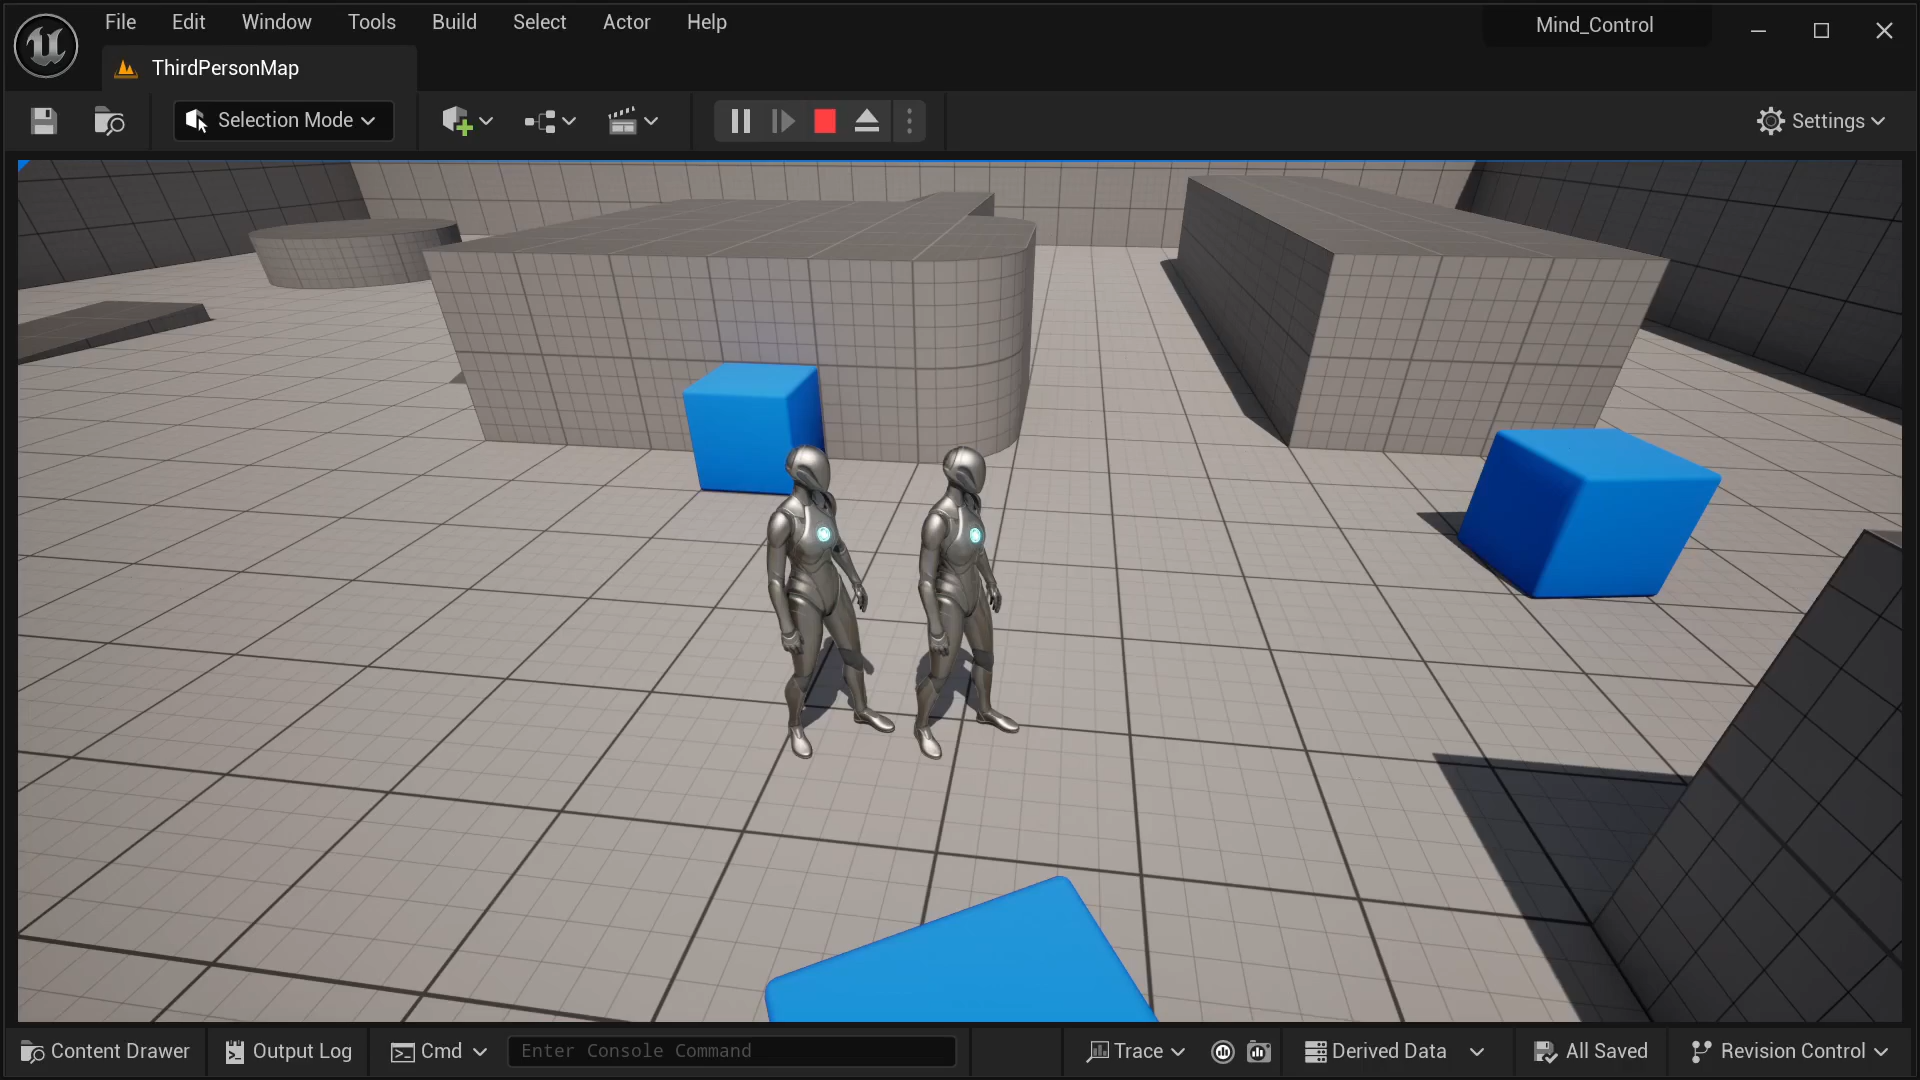 File Edit Window Tools Build Select Actor Help
Mind_Control
ThirdPersonMap
Selection Mode
Settings
Content Drawer
Output Log
Cmd
Enter Console Command
Trace
Derived Data
All Saved
Revision Control